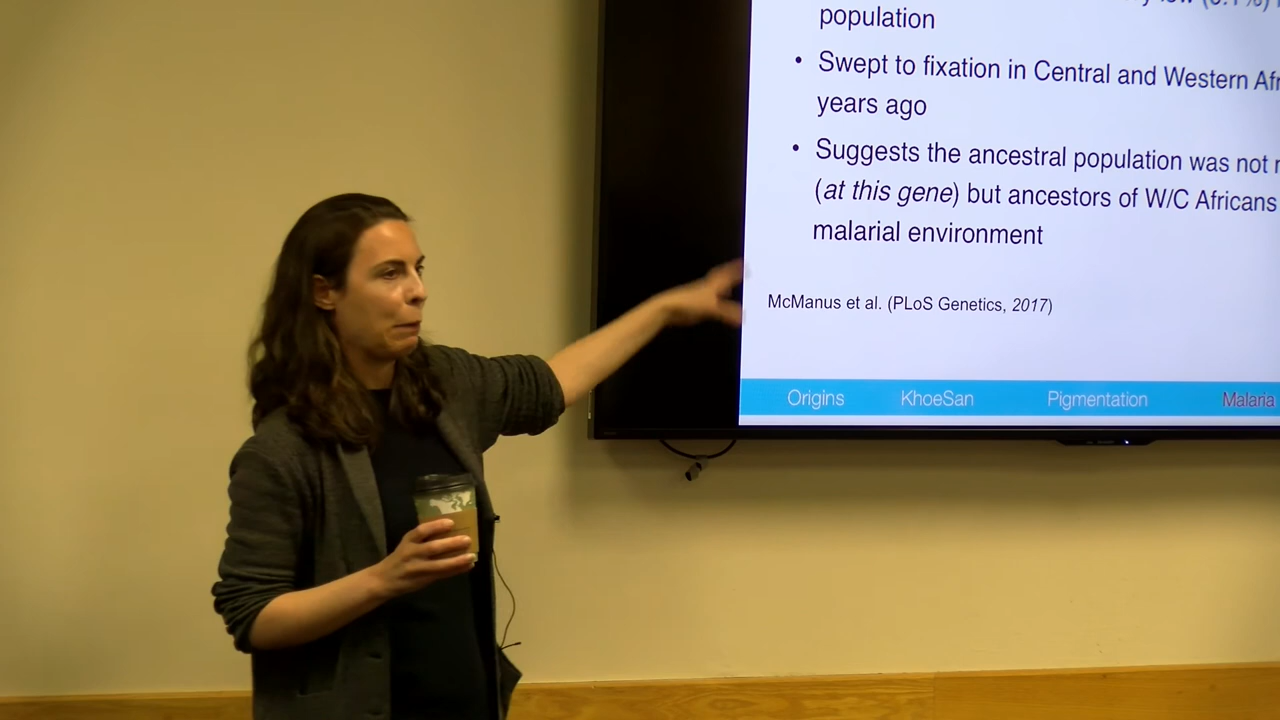 population
• Swept to fixation in Central and Western
years ago
• Suggests the ancestral population was not
(at this gene) but ancestors of W/C Africans
malarial environment
McManus et al. (PLoS Genetics, 2017)
Origins KhoeSan Pigmentation Malaria